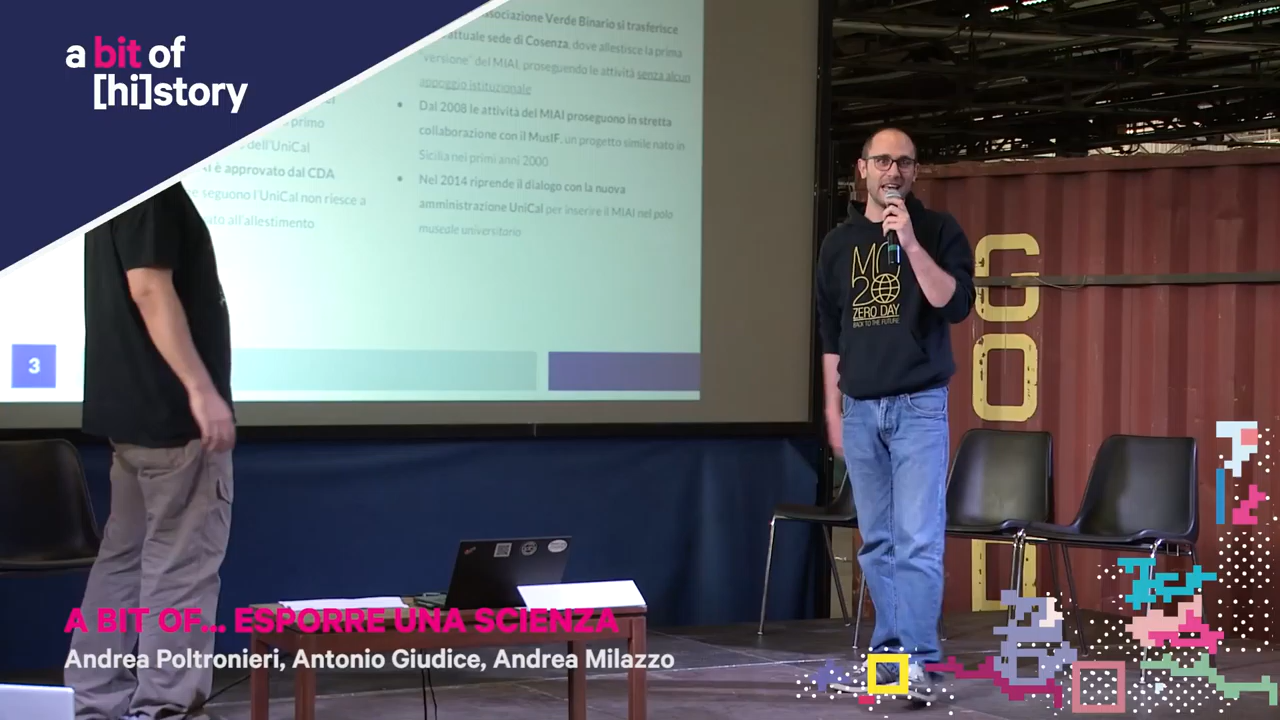 a bit of
[hi]story
ssociazione Verde Binario si trasferisce
attuale sede di Cosenza, dove allestisce la prima
"versione" del MIAI, proseguendo le attività senza alcun
appoggio istituzionale
Dal 2008 le attività del MIAI proseguono in stretta
collaborazione con il MusIF, un progetto simile nato in
Sicilia nei primi anni 2000
Nel 2014 riprende il dialogo con la nuova
amministrazione UniCal per inserire il MIAI nel polo
museale universitario
primo
dell'UniCal
è approvato dal CDA
seguono l'UniCal non riesce a
all'allestimento
3
MO
20
ZERO DAY
BACK TO THE FUTURE
G
O
L
A BIT OF... ESPORRE UNA SCIENZA
Andrea Poltronieri, Antonio Giudice, Andrea Milazzo